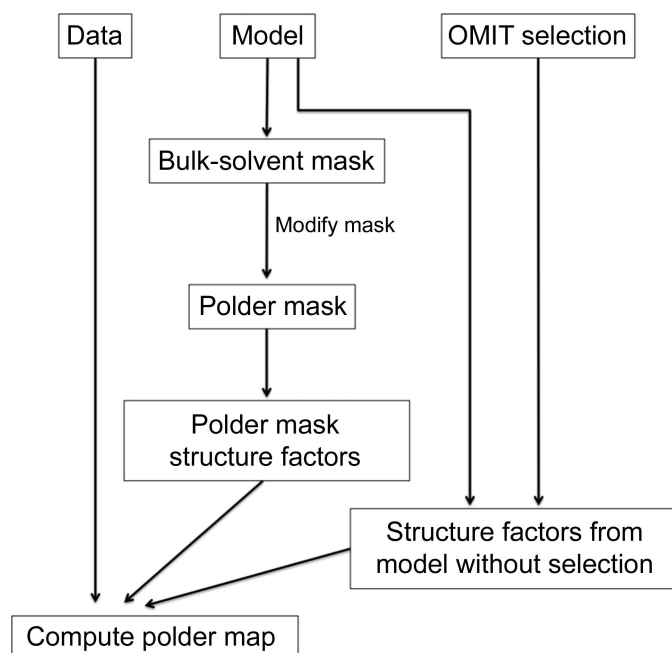 Data
Model
OMIT selection
Bulk-solvent mask
Modify mask
Polder mask
Polder mask
structure factors
Structure factors from
model without selection
Compute polder map